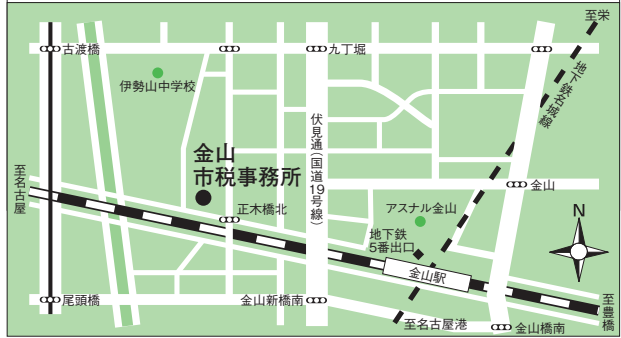 至栄
古渡橋
九丁堀
伊勢山中学校
地下鉄名城線
伏見通(国道19号線)
金山
市税事務所
至名古屋
金山
正木橋北
アスナル金山
N
地下鉄
5番出口
金山駅
至豊橋
尾頭橋
金山新橋南
至名古屋港
金山橋南